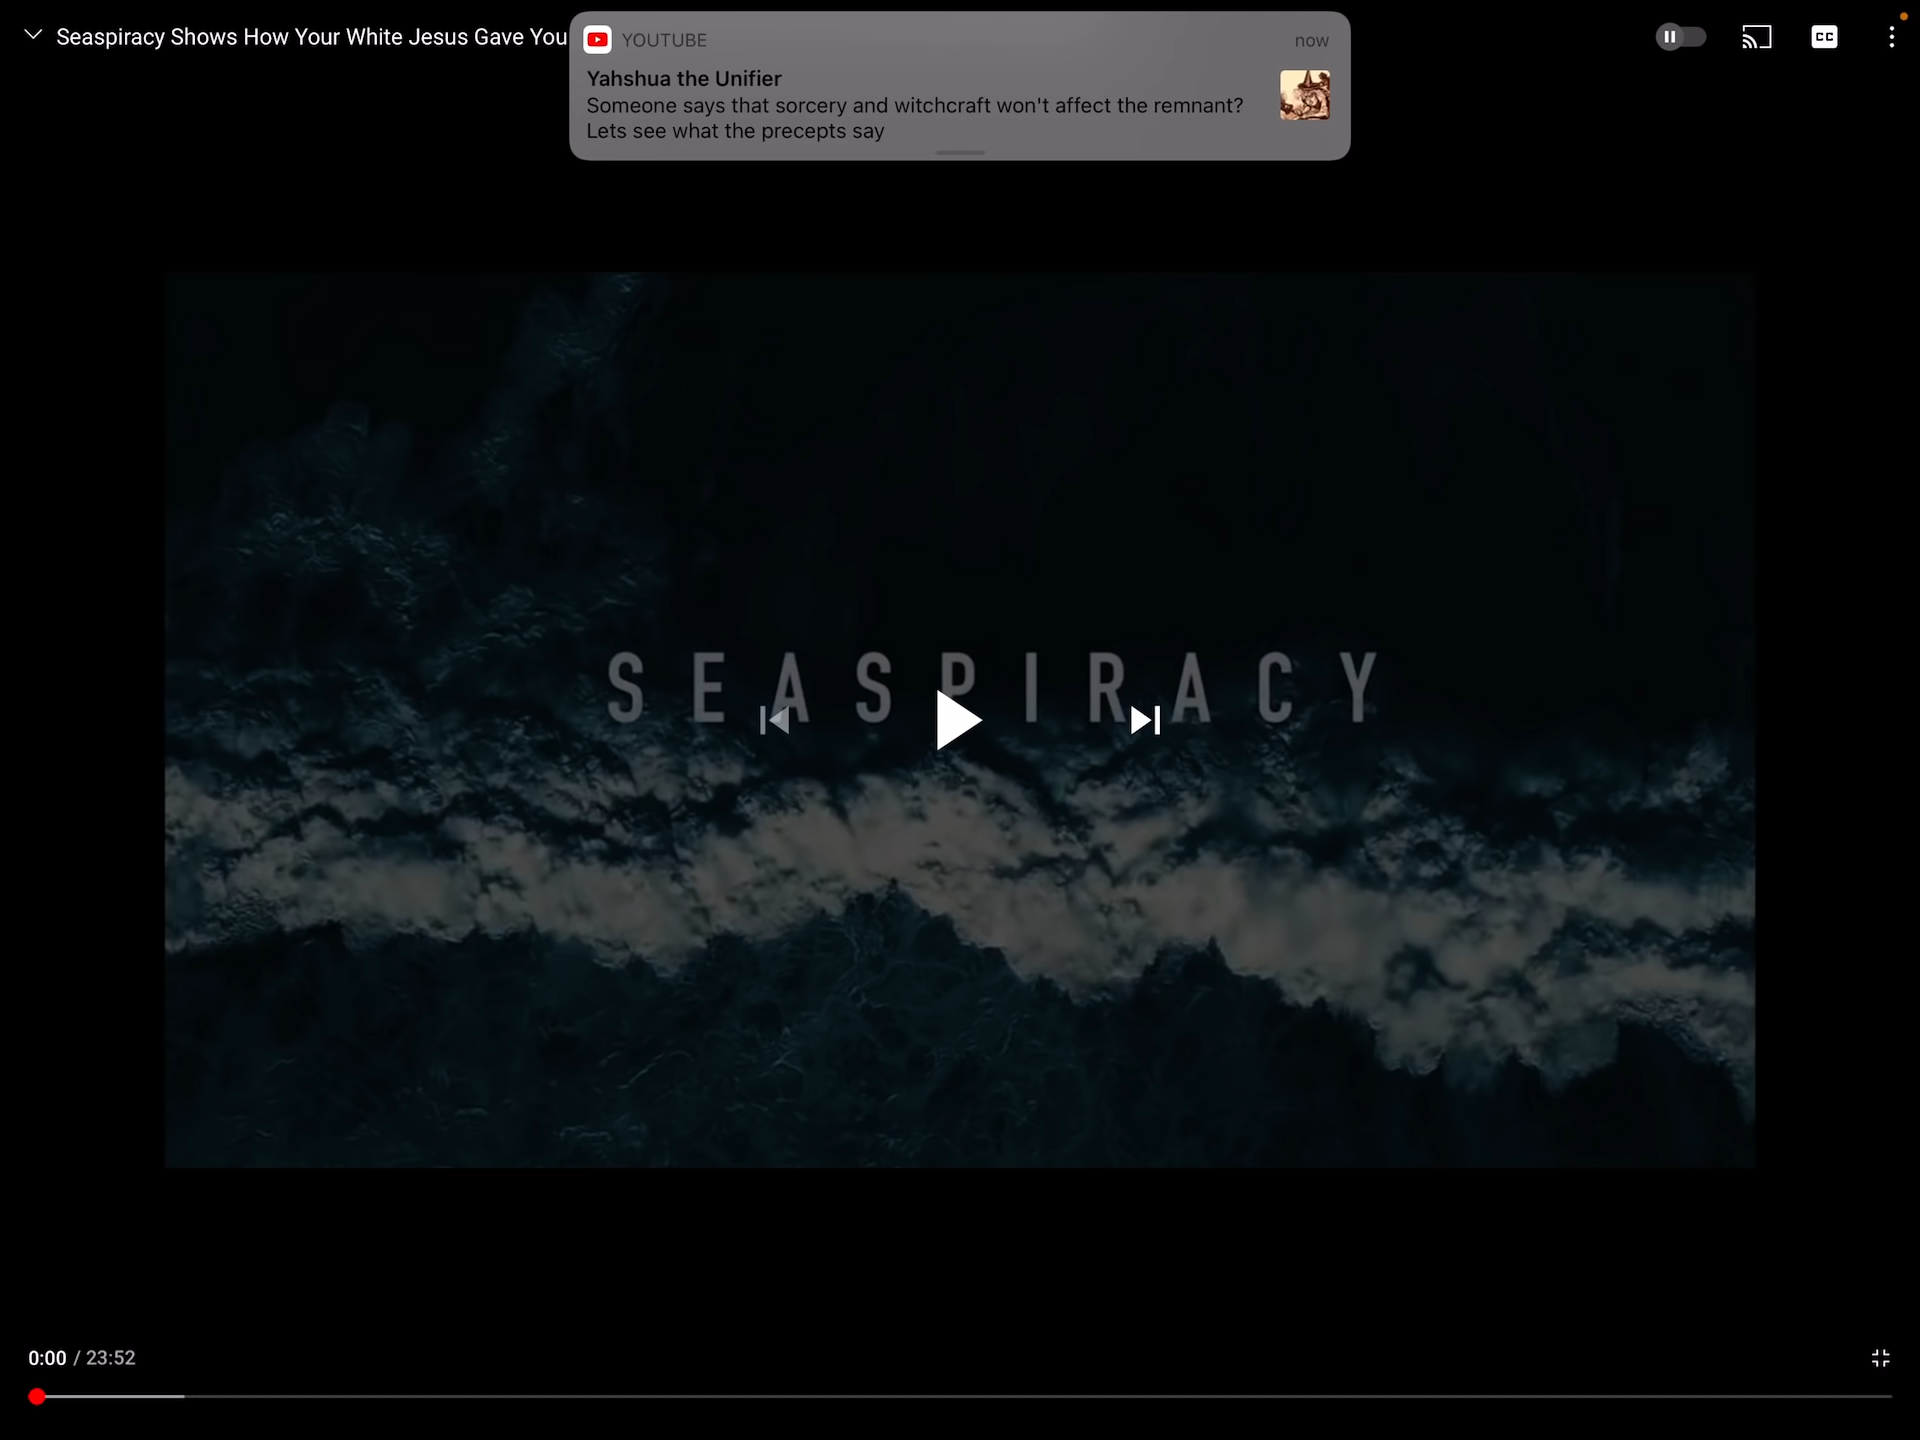 Seaspiracy Shows How Your White Jesus Gave You
YOUTUBE
now
Yahshua the Unifier
Someone says that sorcery and witchcraft won't affect the remnant?
Lets see what the precepts say
CC
SEASPIRACY
0:00 / 23:52